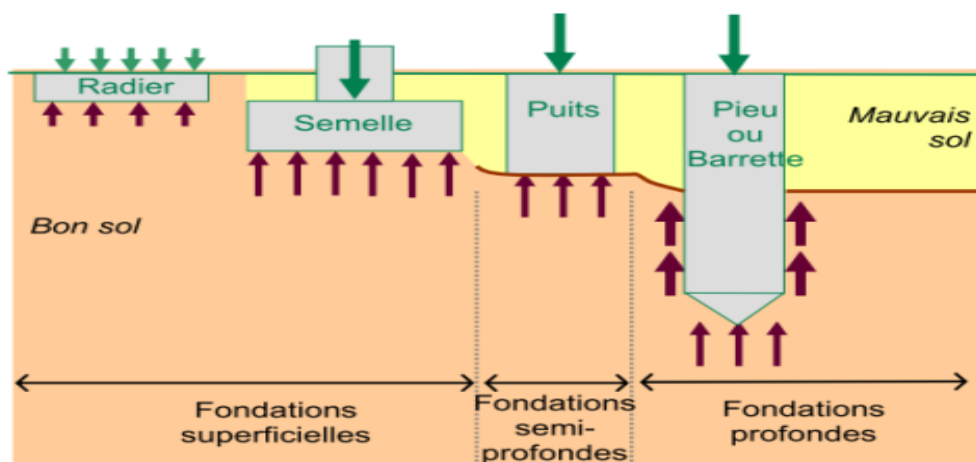 Radier
Semelle
Puits
Pieu
ou
Barrette
Mauvais
sol
Bon sol
Fondations
superficielles
Fondations
semi-
profondes
Fondations
profondes